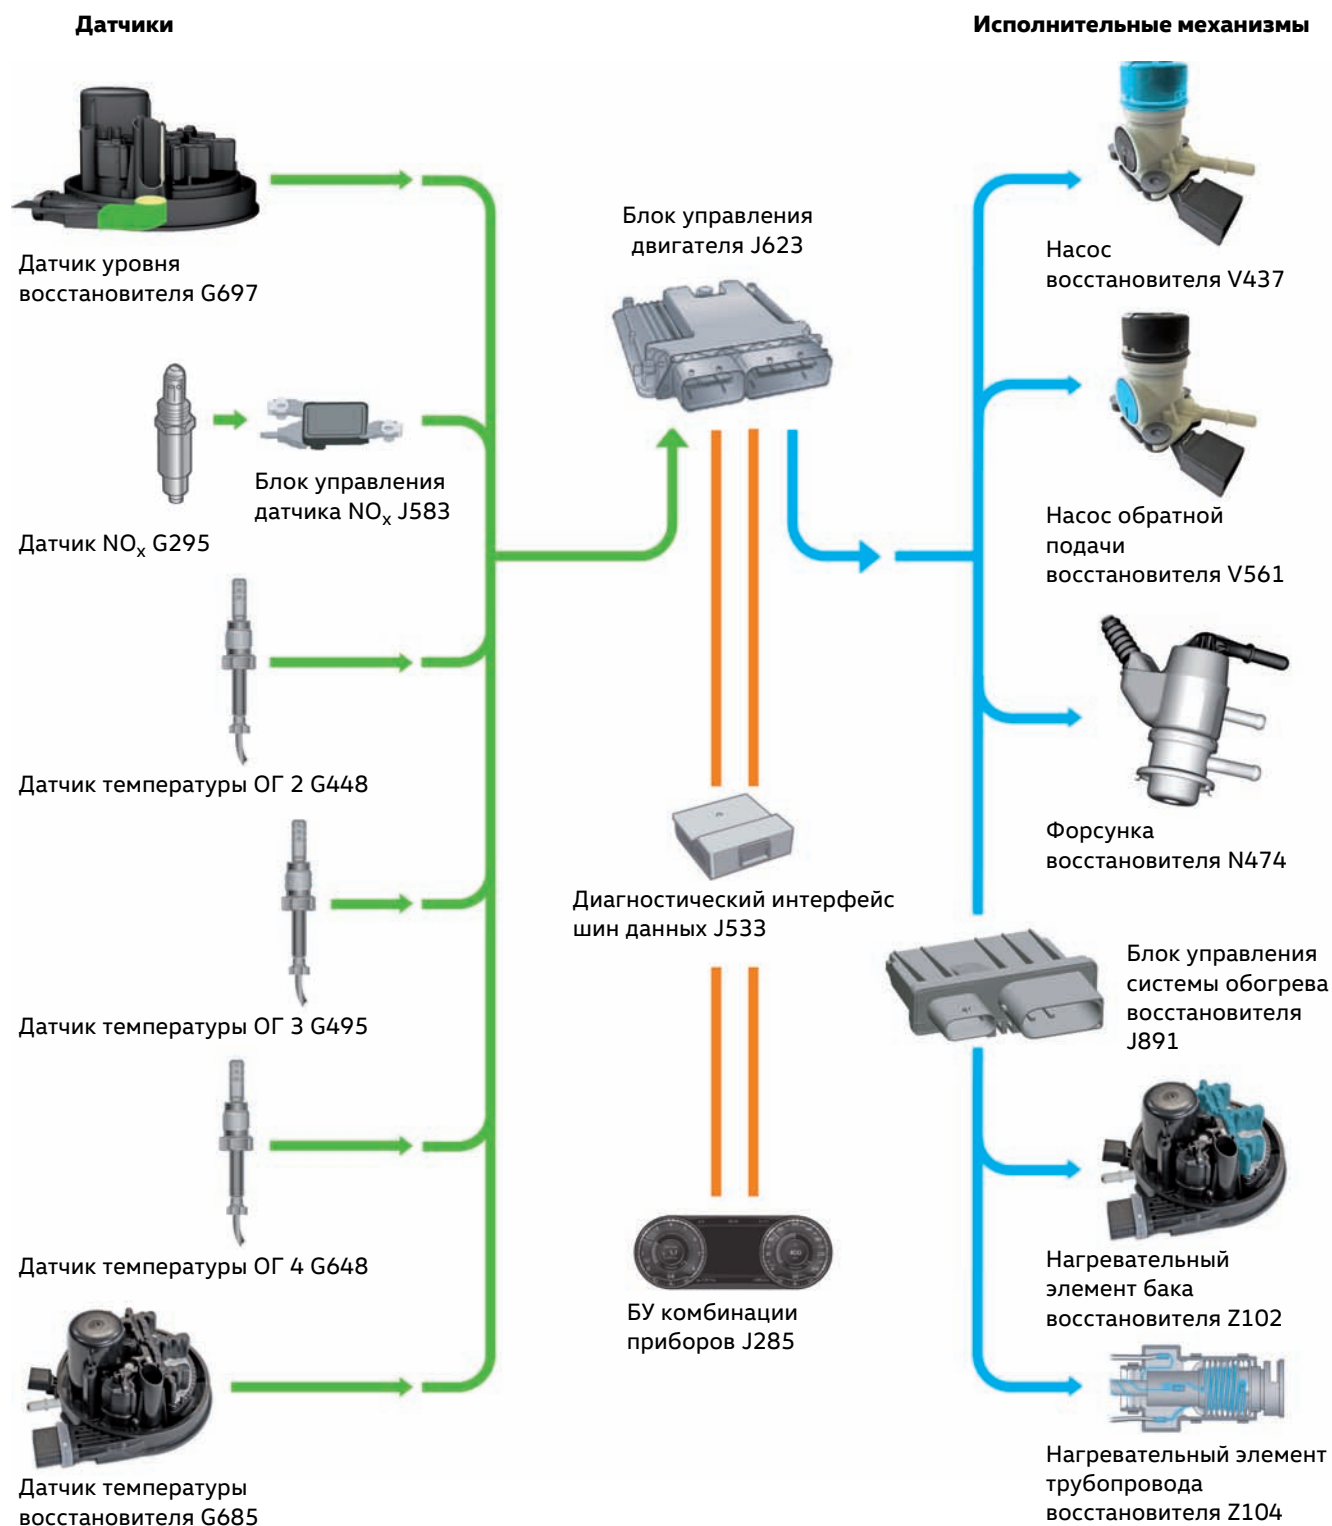 Датчики
Исполнительные механизмы
Датчик уровня
восстановителя G697
Блок управления
датчика NOx J583
Датчик NOx G295
Датчик температуры ОГ 2 G448
Датчик температуры ОГ 3 G495
Датчик температуры ОГ 4 G648
Датчик температуры
восстановителя G685
Блок управления
двигателя J623
Диагностический интерфейс
шин данных J533
БУ комбинации
приборов J285
Насос
восстановителя V437
Насос обратной
подачи
восстановителя V561
Форсунка
восстановителя N474
Блок управления
системы обогрева
восстановителя
J891
Нагревательный
элемент бака
восстановителя Z102
Нагревательный элемент
трубопровода
восстановителя Z104